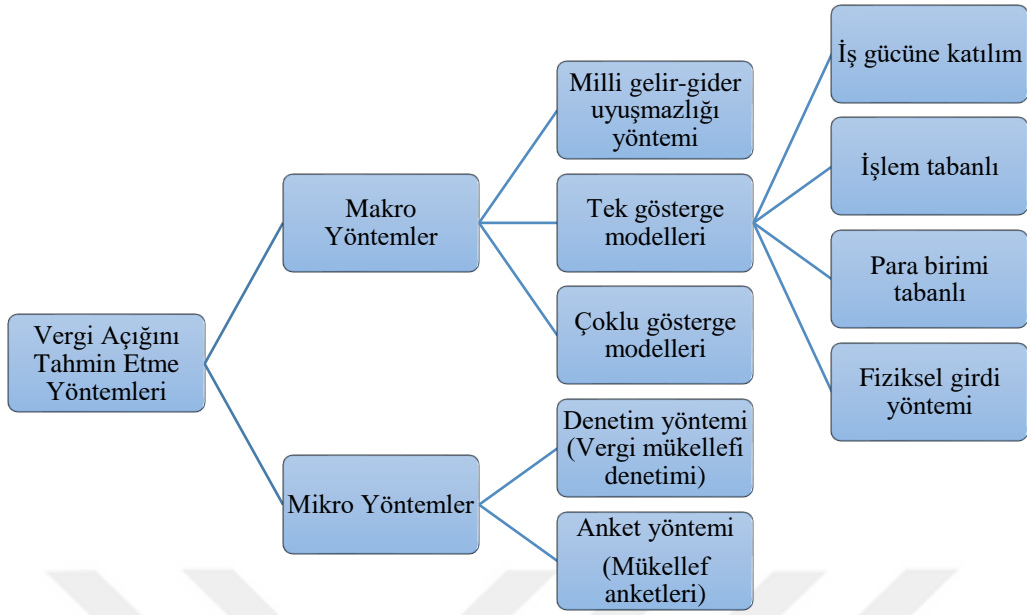 Vergi Açığını
Tahmin Etme
Yöntemleri
Makro
Yöntemler
Milli gelir-gider
uyuşmazlığı
yöntemi
Tek gösterge
modelleri
İş gücüne katılım
İşlem tabanlı
Para birimi
tabanlı
Fiziksel girdi
yöntemi
Çoklu gösterge
modelleri
Mikro Yöntemler
Denetim yöntemi
(Vergi mükellefi
denetimi)
Anket yöntemi
(Mükellef
anketleri)